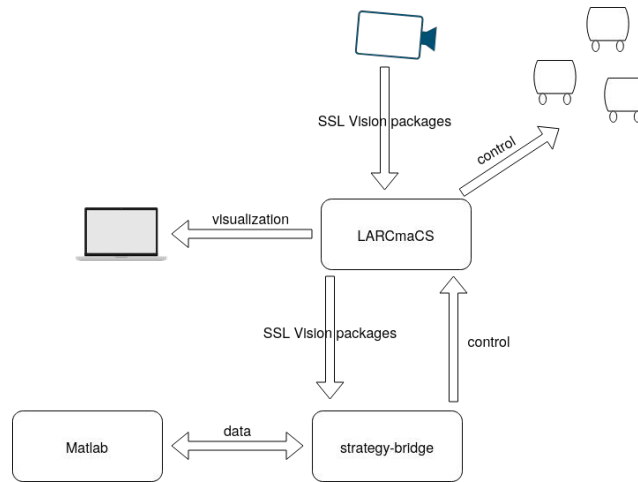 SSL Vision packages
control
visualization
LARCmaCS
SSL Vision packages
control
data
Matlab
strategy-bridge